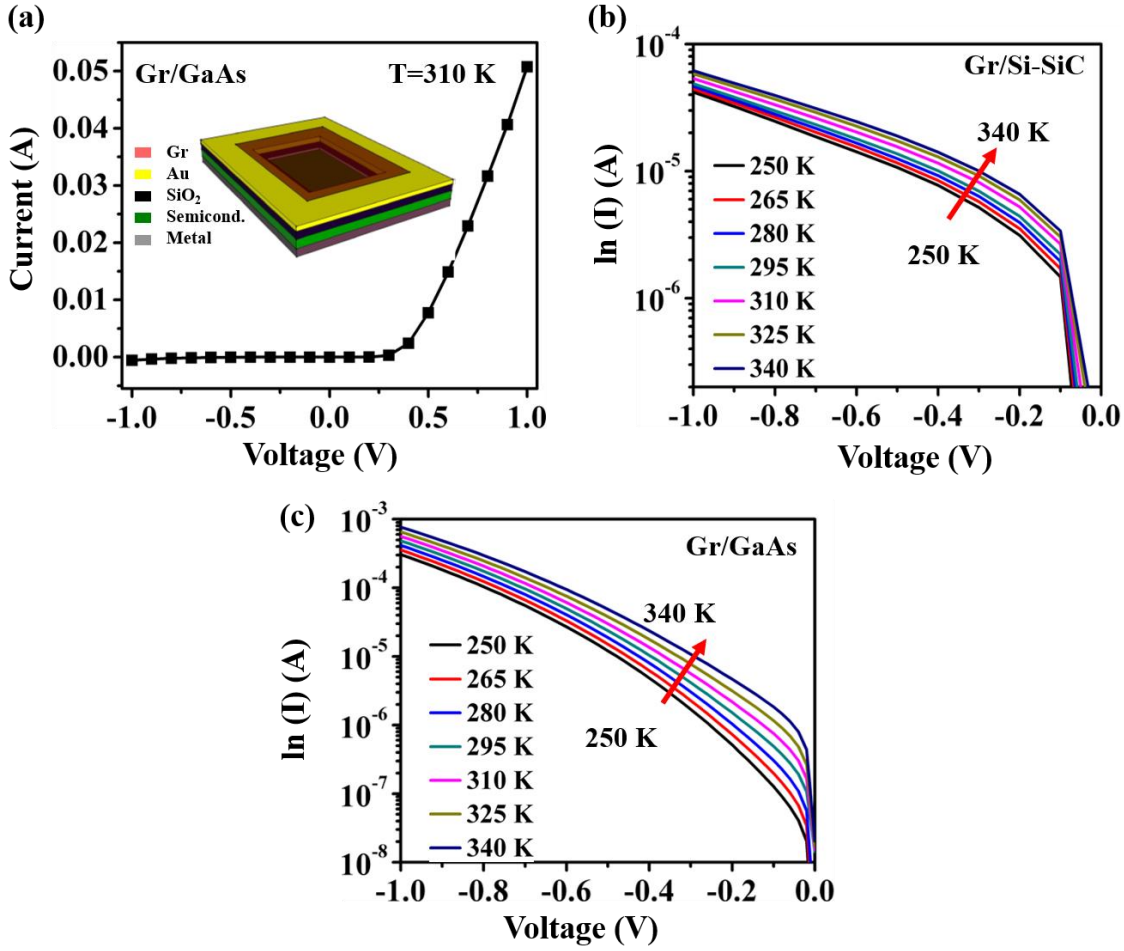 (a)
Gr/GaAs
T=310 K
Gr
Au
SiO₂
Semicond.
Metal
Current (A)
0.05
0.04
0.03
0.02
0.01
0.00
-1.0
-0.5
0.0
0.5
1.0
Voltage (V)
(b)
Gr/Si-SiC
340 K
250 K
250 K
265 K
280 K
295 K
310 K
325 K
340 K
ln (I) (A)
10⁻⁴
10⁻⁵
10⁻⁶
-1.0
-0.8
-0.6
-0.4
-0.2
0.0
Voltage (V)
(c)
Gr/GaAs
340 K
250 K
250 K
265 K
280 K
295 K
310 K
325 K
340 K
ln (I) (A)
10⁻³
10⁻⁴
10⁻⁵
10⁻⁶
10⁻⁷
10⁻⁸
-1.0
-0.8
-0.6
-0.4
-0.2
0.0
Voltage (V)